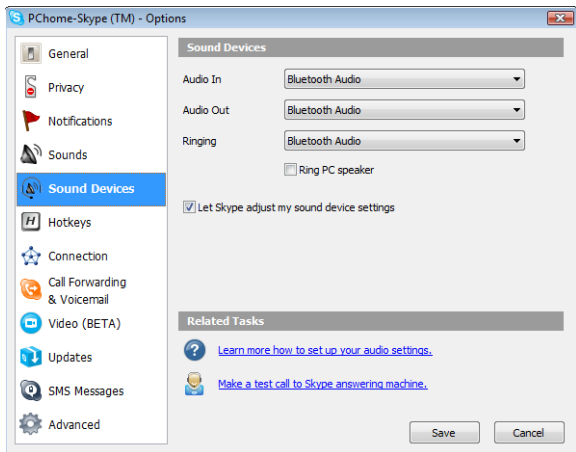 PChome-Skype (TM) - Options
General
Privacy
Notifications
Sounds
Sound Devices
Hotkeys
Connection
Call Forwarding
& Voicemail
Video (BETA)
Updates
SMS Messages
Advanced
Sound Devices
Audio In
Bluetooth Audio
Audio Out
Bluetooth Audio
Ringing
Bluetooth Audio
Ring PC speaker
Let Skype adjust my sound device settings
Related Tasks
Learn more how to set up your audio settings.
Make a test call to Skype answering machine.
Save
Cancel